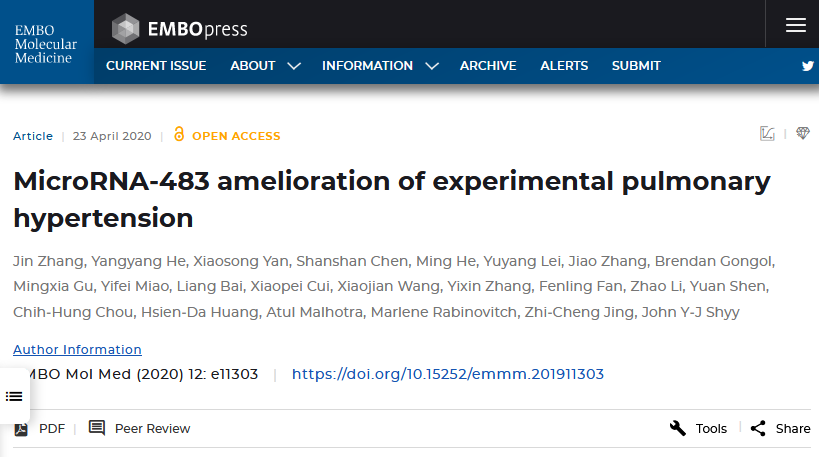 EMBO
Molecular
Medicine
EMBOpress
CURRENT ISSUE ABOUT INFORMATION ARCHIVE ALERTS SUBMIT
Article | 23 April 2020 | OPEN ACCESS
MicroRNA-483 amelioration of experimental pulmonary
hypertension
Jin Zhang, Yangyang He, Xiaosong Yan, Shanshan Chen, Ming He, Yuyang Lei, Jiao Zhang, Brendan Gongol,
Mingxia Gu, Yifei Miao, Liang Bai, Xiaopei Cui, Xiaojian Wang, Yixin Zhang, Fenling Fan, Zhao Li, Yuan Shen,
Chih-Hung Chou, Hsien-Da Huang, Atul Malhotra, Marlene Rabinovitch, Zhi-Cheng Jing, John Y-J Shyy
Author Information
MBO Mol Med (2020) 12: e11303 | https://doi.org/10.15252/emmm.201911303
PDF | Peer Review Tools | Share